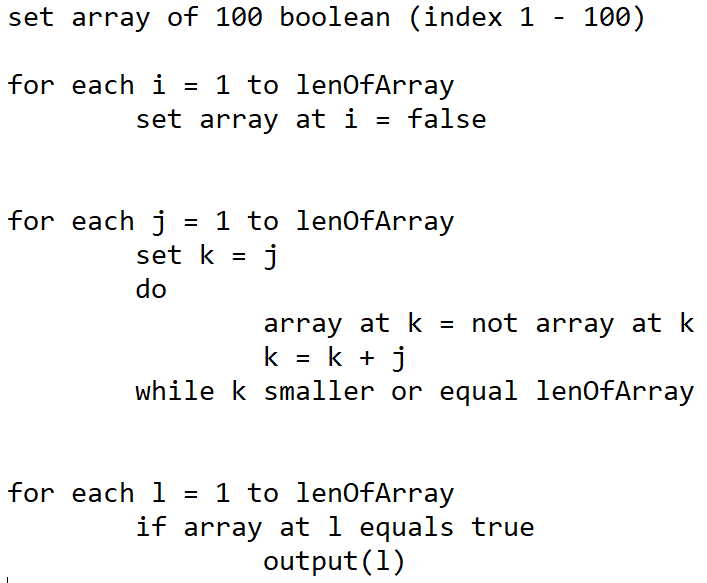 set array of 100 boolean (index 1 - 100)
for each i = 1 to lenOfArray
set array at i = false
for each j = 1 to lenOfArray
set k = j
do
array at k = not array at k
k = k + j
while k smaller or equal lenOfArray
for each l = 1 to lenOfArray
if array at l equals true
output(l)